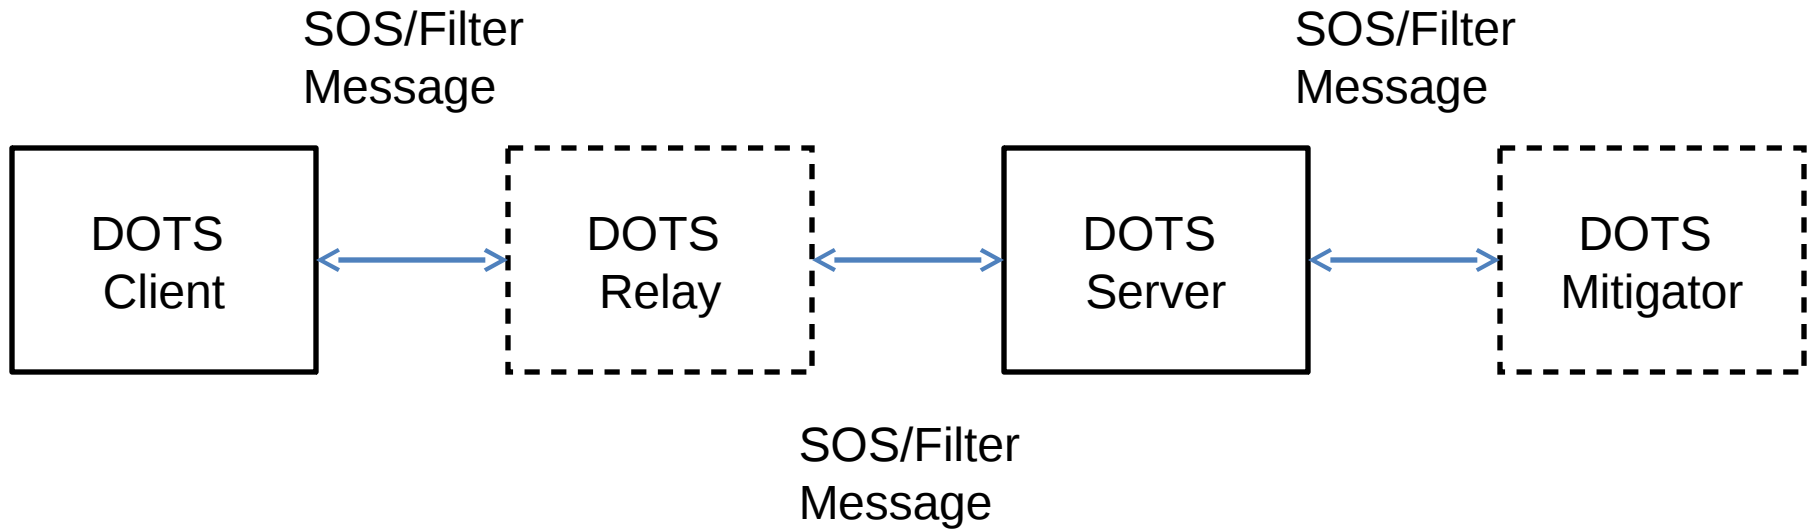 SOS/Filter
Message
SOS/Filter
Message
DOTS
Client
DOTS
Relay
DOTS
Server
DOTS
Mitigator
SOS/Filter
Message